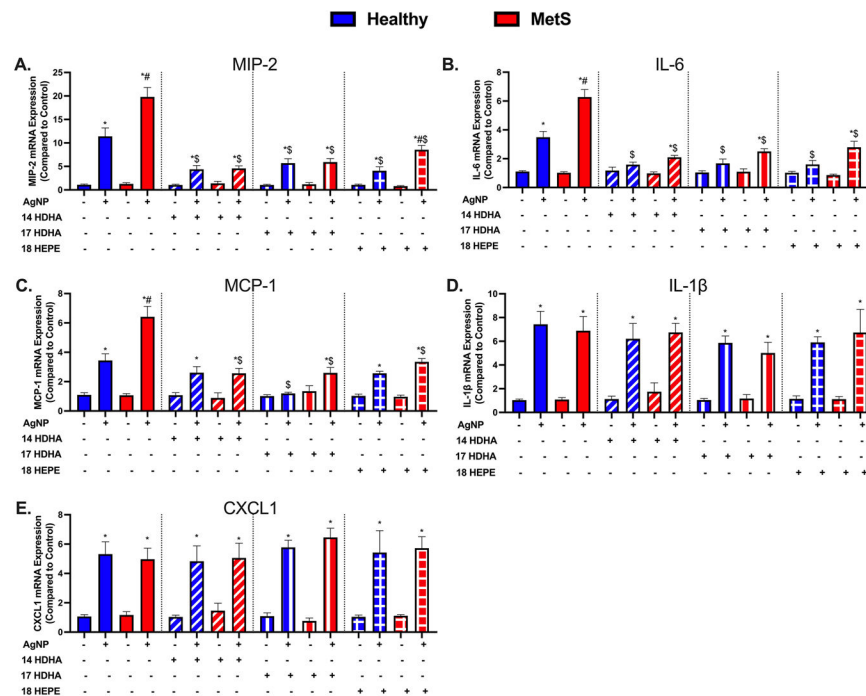 Healthy MetS
A. MIP-2
MIP-2 mRNA Expression
(Compared to Control)
25
20
15
10
5
0
* *# *$ *$ *$ *$ *$ *#$
AgNP - + - + - + - + - + - + - + - +
14 HDHA - - - - + + + + - - - - - - - -
17 HDHA - - - - - - - - + + + + - - - -
18 HEPE - - - - - - - - - - - - + + + +
B. IL-6
IL-6 mRNA Expression
(Compared to Control)
8
6
4
2
0
* *# $ *$ $ *$ $ *$
AgNP - + - + - + - + - + - + - + - +
14 HDHA - - - - + + + + - - - - - - - -
17 HDHA - - - - - - - - + + + + - - - -
18 HEPE - - - - - - - - - - - - + + + +
C. MCP-1
MCP-1 mRNA Expression
(Compared to Control)
8
6
4
2
0
* *# * *$ $ *$ * *$
AgNP - + - + - + - + - + - + - + - +
14 HDHA - - - - + + + + - - - - - - - -
17 HDHA - - - - - - - - + + + + - - - -
18 HEPE - - - - - - - - - - - - + + + +
D. IL-1β
IL-1β mRNA Expression
(Compared to Control)
10
8
6
4
2
0
* * * * * * * *
AgNP - + - + - + - + - + - + - + - +
14 HDHA - - - - + + + + - - - - - - - -
17 HDHA - - - - - - - - + + + + - - - -
18 HEPE - - - - - - - - - - - - + + + +
E. CXCL1
CXCL1 mRNA Expression
(Compared to Control)
8
6
4
2
0
* * * * * * * *
AgNP - + - + - + - + - + - + - + - +
14 HDHA - - - - + + + + - - - - - - - -
17 HDHA - - - - - - - - + + + + - - - -
18 HEPE - - - - - - - - - - - - + + + +